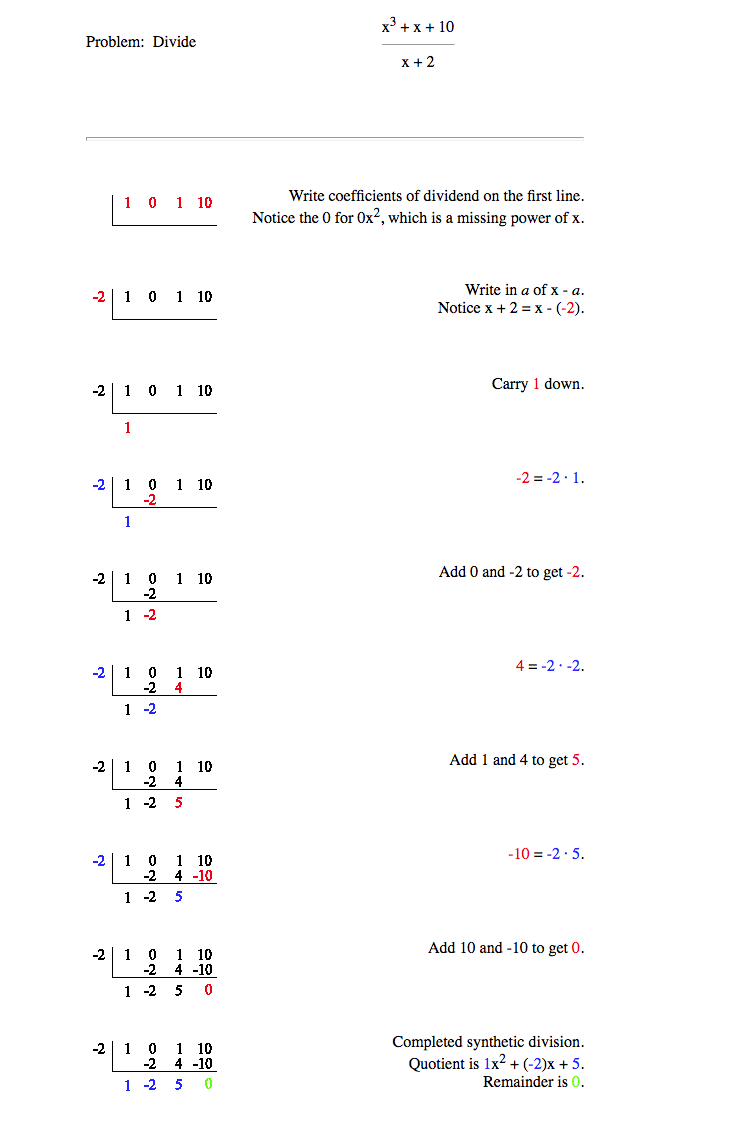 Problem: Divide
x³ + x + 10
x + 2
1 0 1 10
Write coefficients of dividend on the first line.
Notice the 0 for 0x², which is a missing power of x.
-2 1 0 1 10
Write in a of x - a.
Notice x + 2 = x - (-2).
-2 1 0 1 10
1
Carry 1 down.
-2 1 0 1 10
-2
1
-2 = -2 · 1.
-2 1 0 1 10
-2
1 -2
Add 0 and -2 to get -2.
-2 1 0 1 10
-2 4
1 -2
4 = -2 · -2.
-2 1 0 1 10
-2 4
1 -2 5
Add 1 and 4 to get 5.
-2 1 0 1 10
-2 4 -10
1 -2 5
-10 = -2 · 5.
-2 1 0 1 10
-2 4 -10
1 -2 5 0
Add 10 and -10 to get 0.
-2 1 0 1 10
-2 4 -10
1 -2 5 0
Completed synthetic division.
Quotient is 1x² + (-2)x + 5.
Remainder is 0.